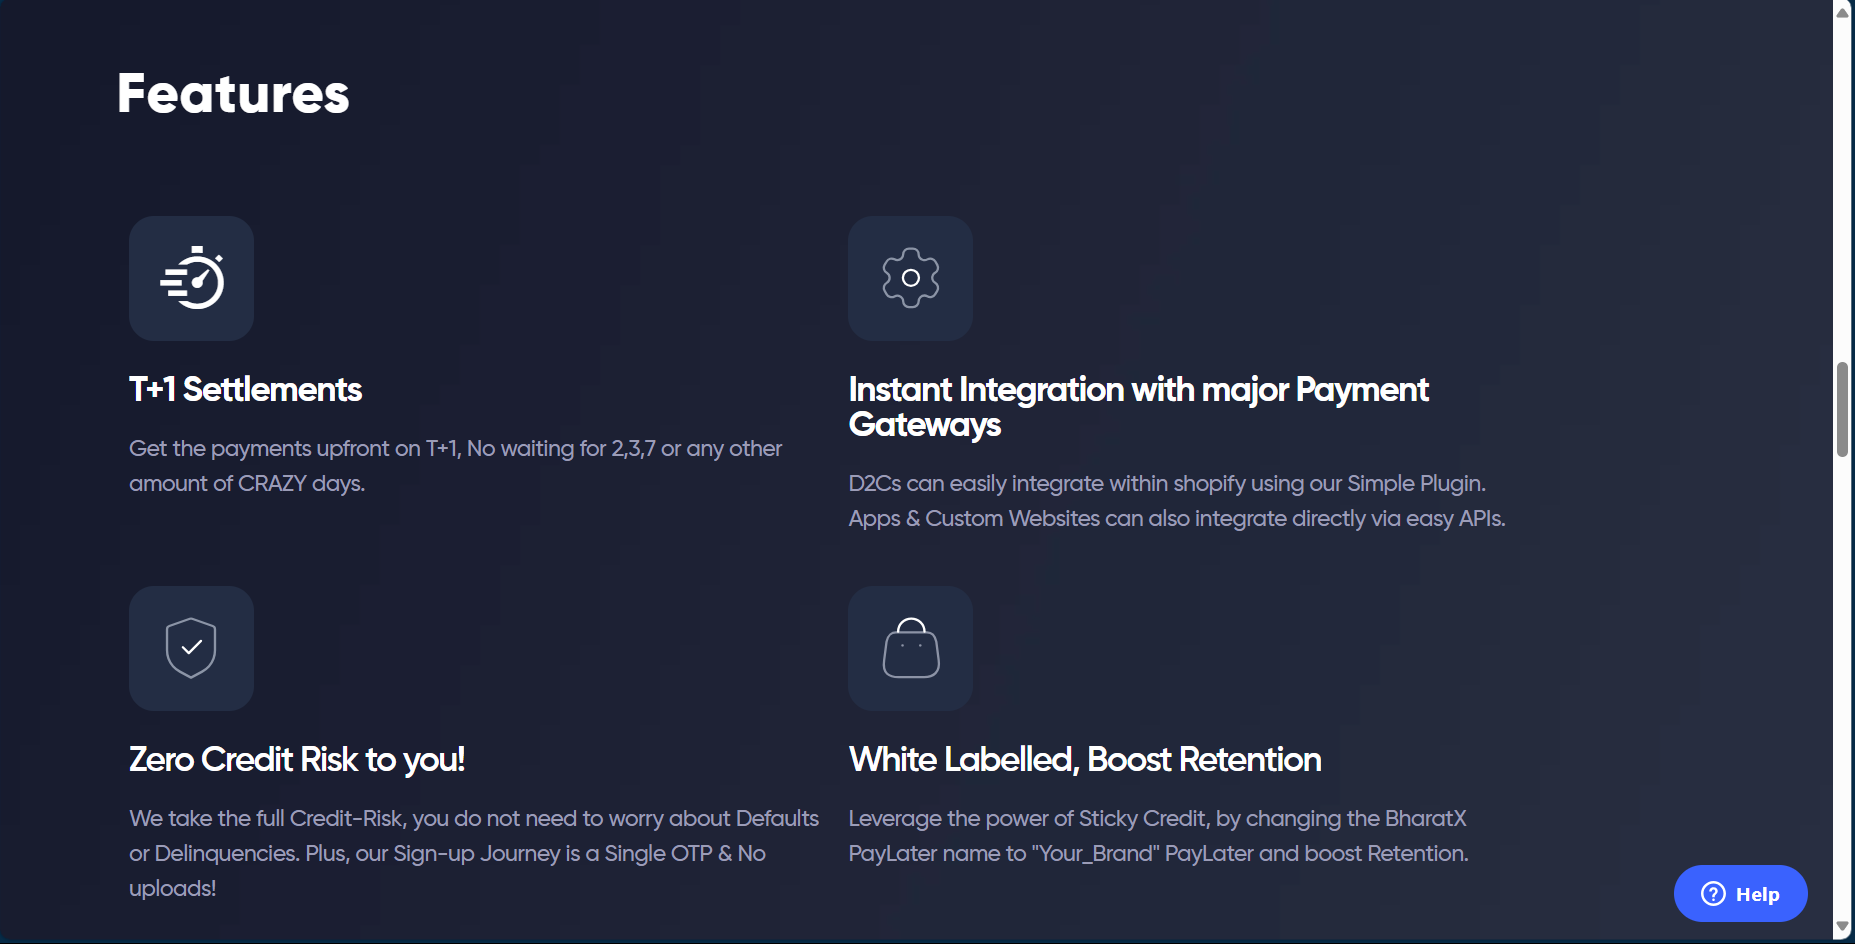 Features
T+1 Settlements
Get the payments upfront on T+1, No waiting for 2,3,7 or any other
amount of CRAZY days.
Instant Integration with major Payment
Gateways
D2Cs can easily integrate within shopify using our Simple Plugin.
Apps & Custom Websites can also integrate directly via easy APIs.
Zero Credit Risk to you!
We take the full Credit-Risk, you do not need to worry about Defaults
or Delinquencies. Plus, our Sign-up Journey is a Single OTP & No
uploads!
White Labelled, Boost Retention
Leverage the power of Sticky Credit, by changing the BharatX
PayLater name to "Your_Brand" PayLater and boost Retention.
Help